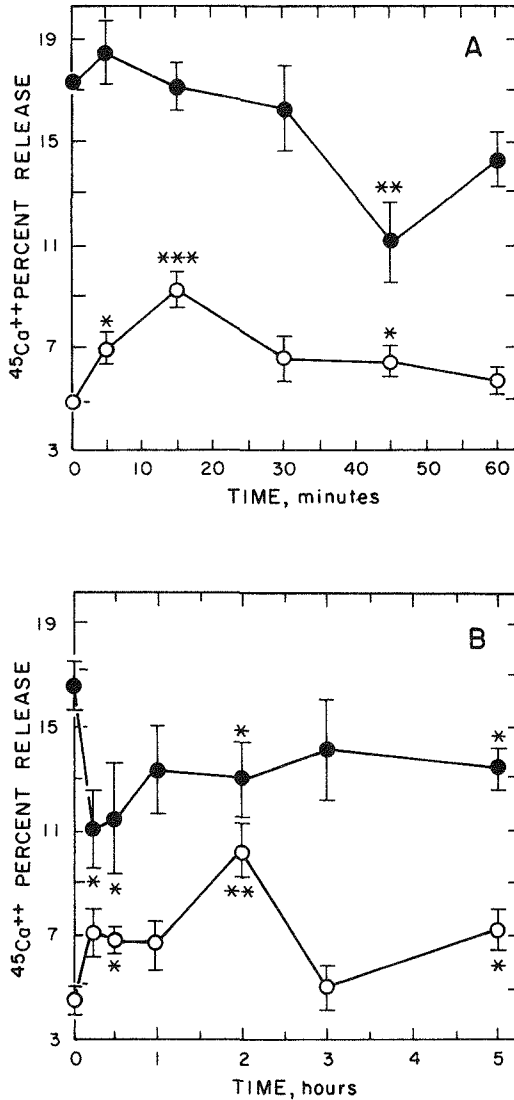 A
19
15
11
7
3
45Ca++ PERCENT RELEASE
**
***
*
*
0 10 20 30 40 50 60
TIME, minutes
B
19
15
11
7
3
45Ca++ PERCENT RELEASE
*
*
*
*
**
*
*
0 1 2 3 4 5
TIME, hours